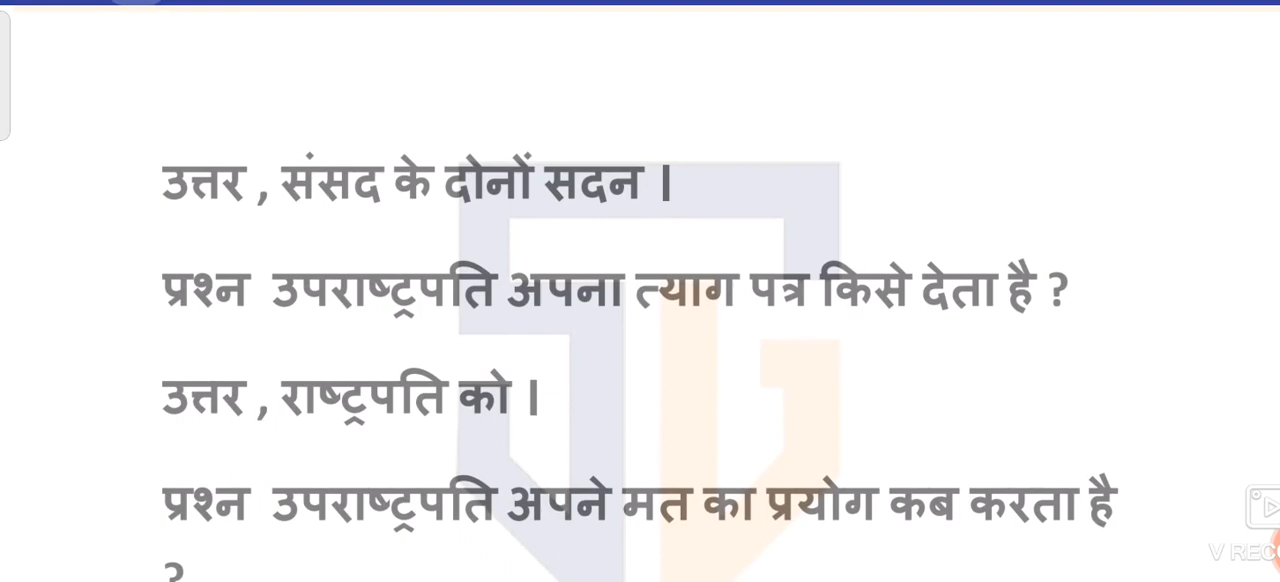 उत्तर , संसद के दोनों सदन ।
प्रश्न उपराष्ट्रपति अपना त्याग पत्र किसे देता है ?
उत्तर , राष्ट्रपति को ।
प्रश्न उपराष्ट्रपति अपने मत का प्रयोग कब करता है
?
V REC